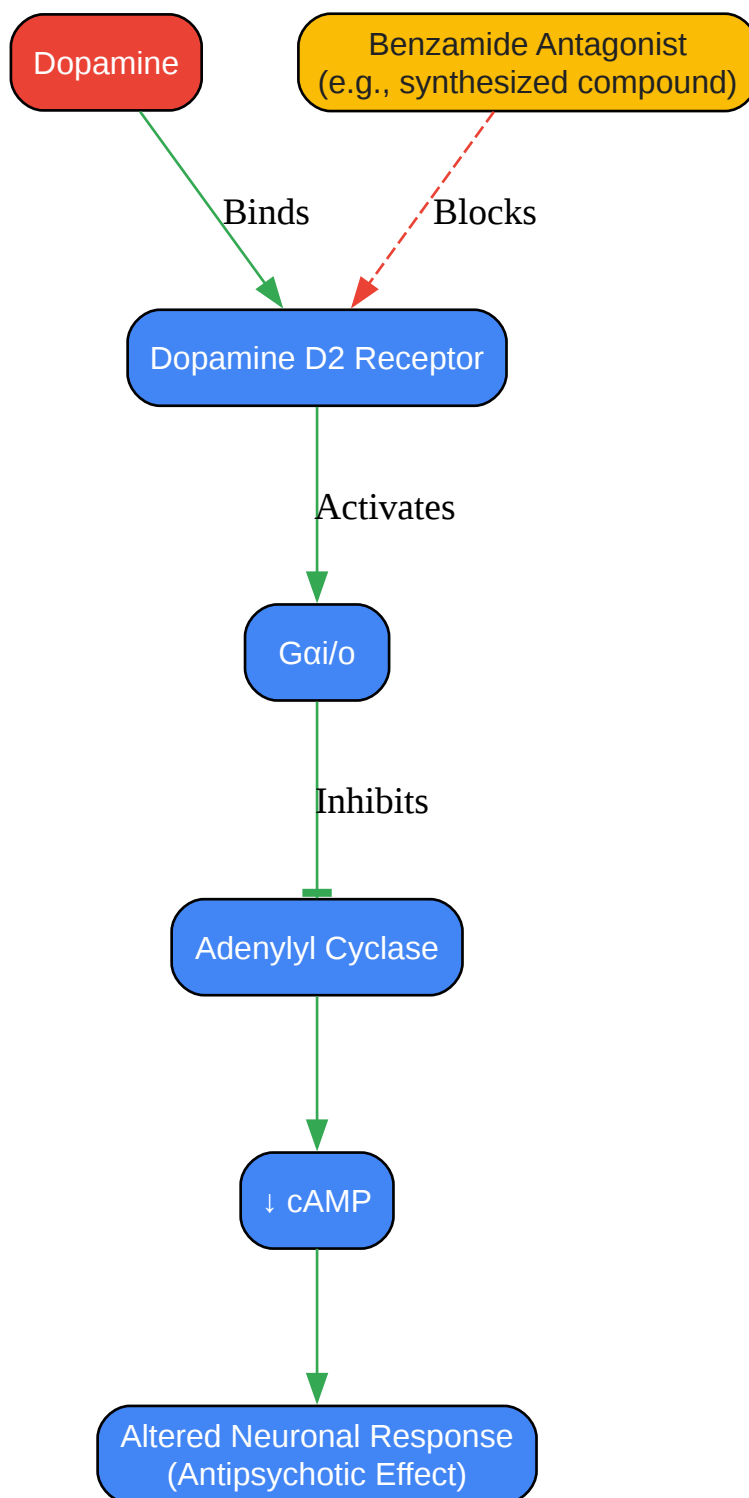 Dopamine
Benzamide Antagonist
(e.g., synthesized compound)
Binds
Blocks
Dopamine D2 Receptor
Activates
Gαi/o
Inhibits
Adenylyl Cyclase
↓ cAMP
Altered Neuronal Response
(Antipsychotic Effect)